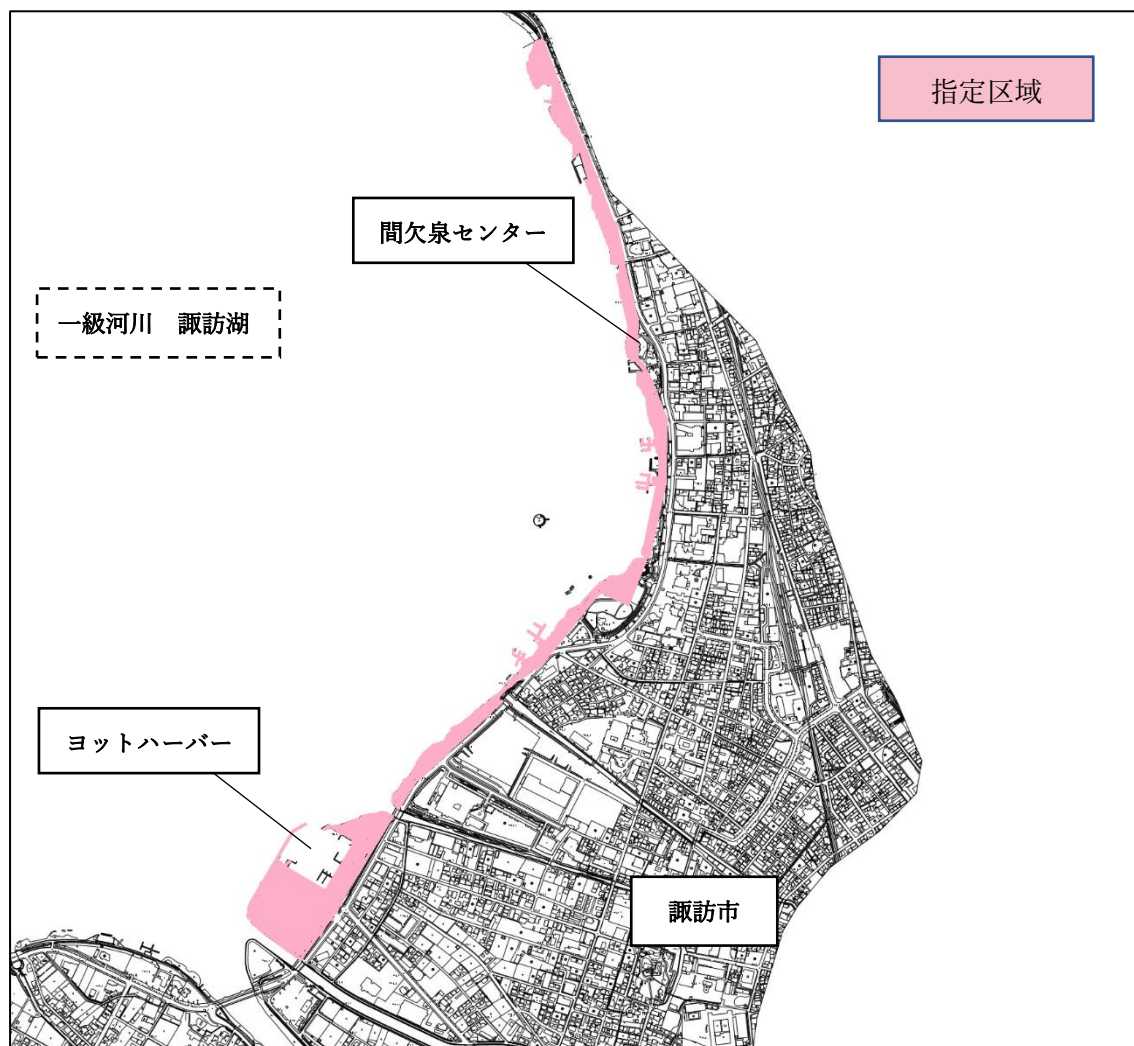 指定区域
間欠泉センター
一級河川　諏訪湖
ヨットハーバー
諏訪市